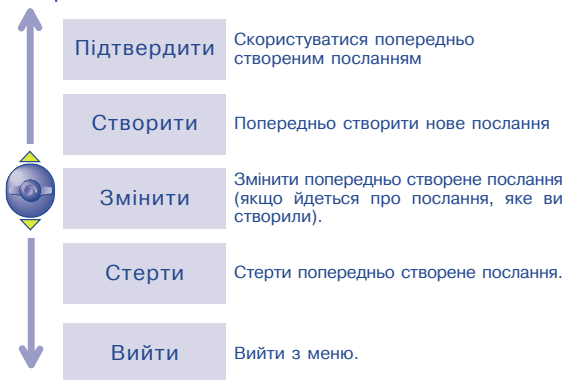 Підтвердити
Скористуватися попередньо
створеним посланням
Створити
Попередньо створити нове послання
Змінити
Змінити попередньо створене послання
(якщо йдеться про послання, яке ви
створили).
Стерти
Стерти попередньо створене послання.
Вийти
Вийти з меню.